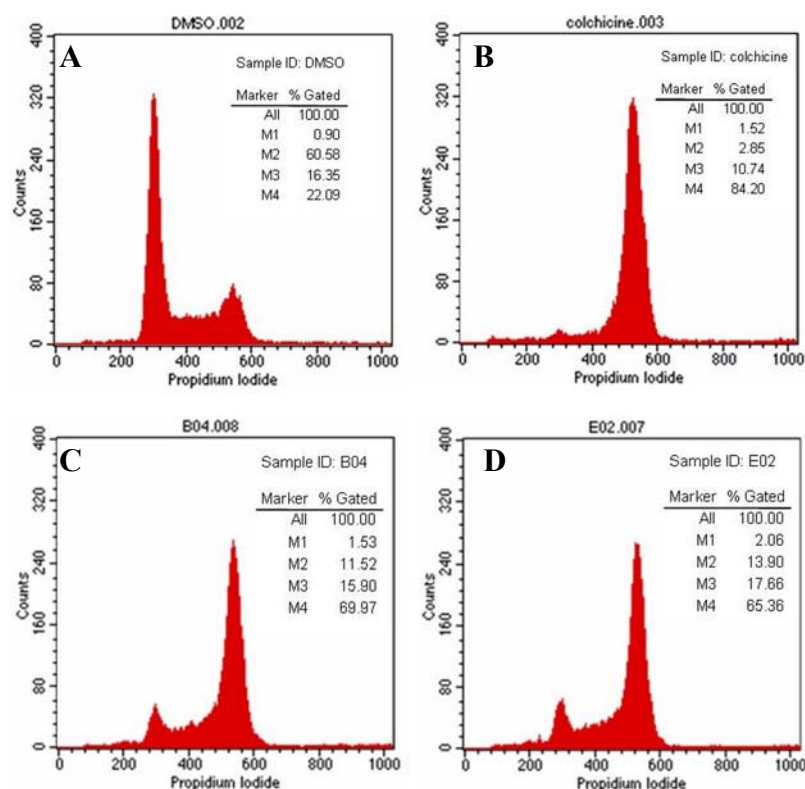 DMSO.002
A
Sample ID: DMSO
Marker % Gated
All 100.00
M1 0.90
M2 60.58
M3 16.35
M4 22.09
Counts
400
320
240
160
80
0
0 200 400 600 800 1000
Propidium Iodide
colchicine.003
B
Sample ID: colchicine
Marker % Gated
All 100.00
M1 1.52
M2 2.85
M3 10.74
M4 84.20
Counts
400
320
240
160
80
0
0 200 400 600 800 1000
Propidium Iodide
B04.008
C
Sample ID: B04
Marker % Gated
All 100.00
M1 1.53
M2 11.52
M3 15.90
M4 69.97
Counts
400
320
240
160
80
0
0 200 400 600 800 1000
Propidium Iodide
E02.007
D
Sample ID: E02
Marker % Gated
All 100.00
M1 2.06
M2 13.90
M3 17.66
M4 65.36
Counts
400
320
240
160
80
0
0 200 400 600 800 1000
Propidium Iodide